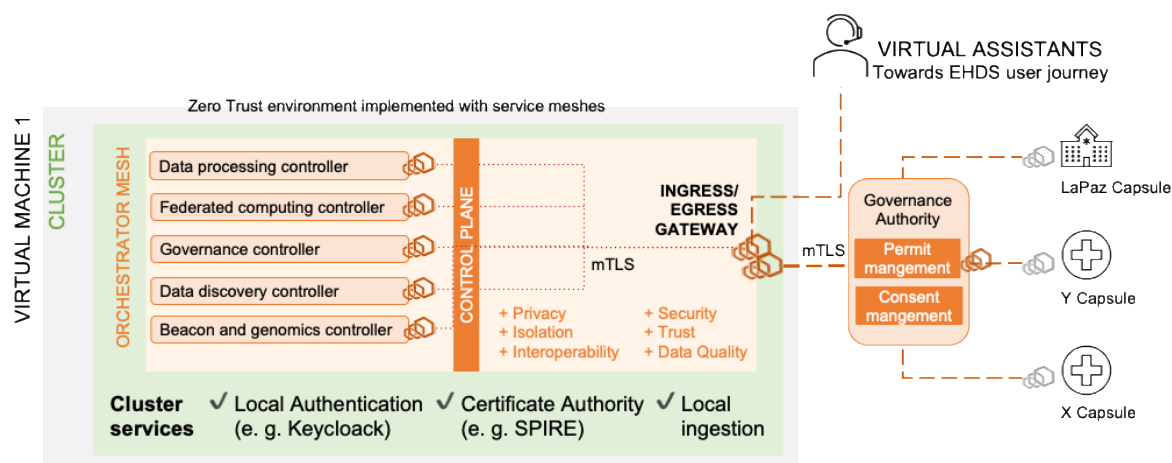 VIRTUAL ASSISTANTS
Towards EHDS user journey
Zero Trust environment implemented with service meshes
VIRTUAL MACHINE 1
CLUSTER
ORCHESTRATOR MESH
Data processing controller
Federated computing controller
Governance controller
Data discovery controller
Beacon and genomics controller
CONTROL PLANE
mTLS
INGRESS/
EGRESS
GATEWAY
+ Privacy
+ Isolation
+ Interoperability
+ Security
+ Trust
+ Data Quality
mTLS
Governance
Authority
Permit
mangement
Consent
mangement
LaPaz Capsule
Y Capsule
X Capsule
Cluster
services
✓ Local Authentication
(e. g. Keycloack)
✓ Certificate Authority
(e. g. SPIRE)
✓ Local
ingestion